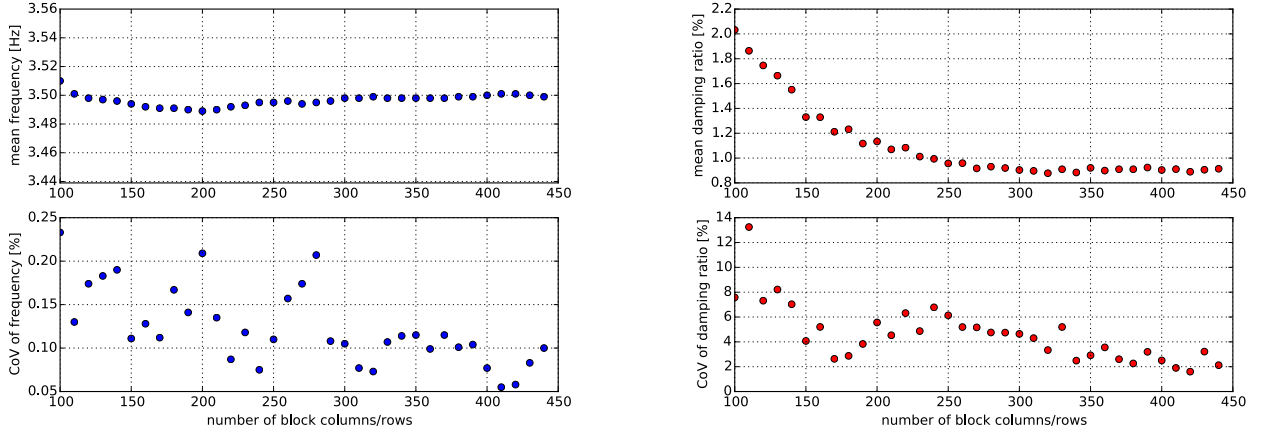 mean frequency [Hz]
3.56
3.54
3.52
3.50
3.48
3.46
3.44
100 150 200 250 300 350 400 450
CoV of frequency [%]
0.25
0.20
0.15
0.10
0.05
100 150 200 250 300 350 400 450
number of block columns/rows
mean damping ratio [%]
2.2
2.0
1.8
1.6
1.4
1.2
1.0
0.8
100 150 200 250 300 350 400 450
CoV of damping ratio [%]
14
12
10
8
6
4
2
0
100 150 200 250 300 350 400 450
number of block columns/rows